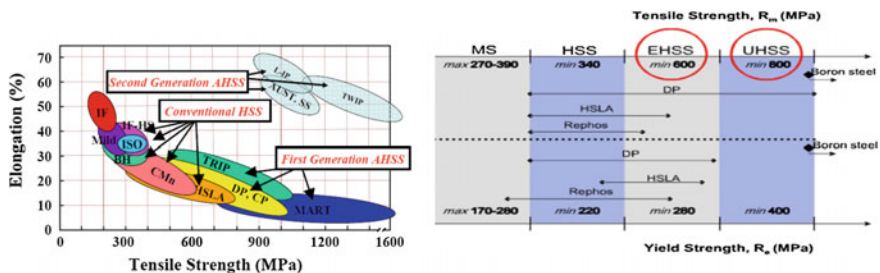 Elongation (%)
70
60
50
40
30
20
10
0
Second Generation AHSS
L-IP
AUST. SS
TWIP
Conventional HSS
IF
IF-HS
Mild
ISO
BH
CMn
HSLA
TRIP
DP, CP
First Generation AHSS
MART
0 300 600 900 1200 1600
Tensile Strength (MPa)
Tensile Strength, Rm (MPa)
MS HSS EHSS UHSS
max 270-390 min 340 min 600 min 800
Boron steel
DP
HSLA
Rephos
Boron steel
DP
HSLA
Rephos
max 170-280 min 220 min 280 min 400
Yield Strength, Re (MPa)